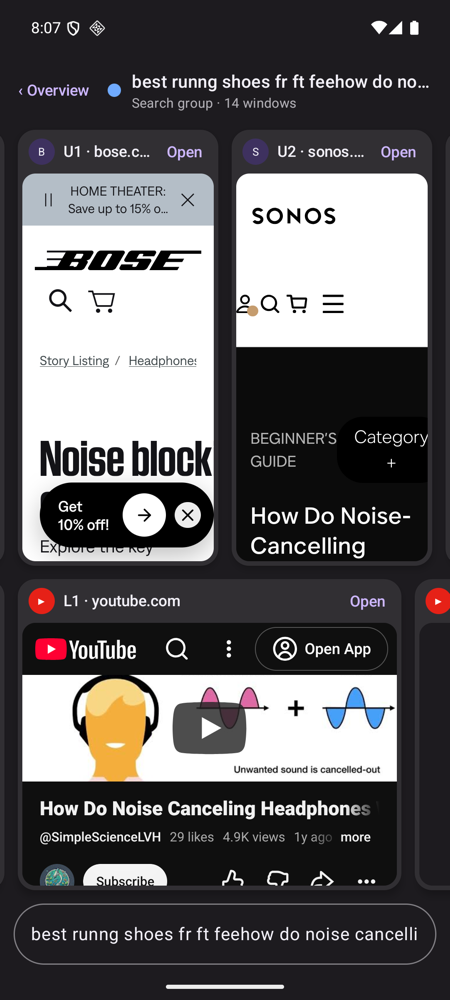 8:07
‹ Overview
best runng shoes fr ft feehow do no…
Search group · 14 windows
B
U1 · bose.c…
Open
S
U2 · sonos.…
Open
HOME THEATER:
Save up to 15% o…
BOSE
Story Listing / Headphones
Noise block
Get
10% off!
Explore the key
SONOS
BEGINNER'S
GUIDE
Category
+
How Do Noise-
Cancelling
L1 · youtube.com
Open
YouTube
Open App
+
Unwanted sound is cancelled-out
How Do Noise Canceling Headphones
@SimpleScienceLVH 29 likes 4.9K views 1y ago more
Subscribe
best runng shoes fr ft feehow do noise cancelli